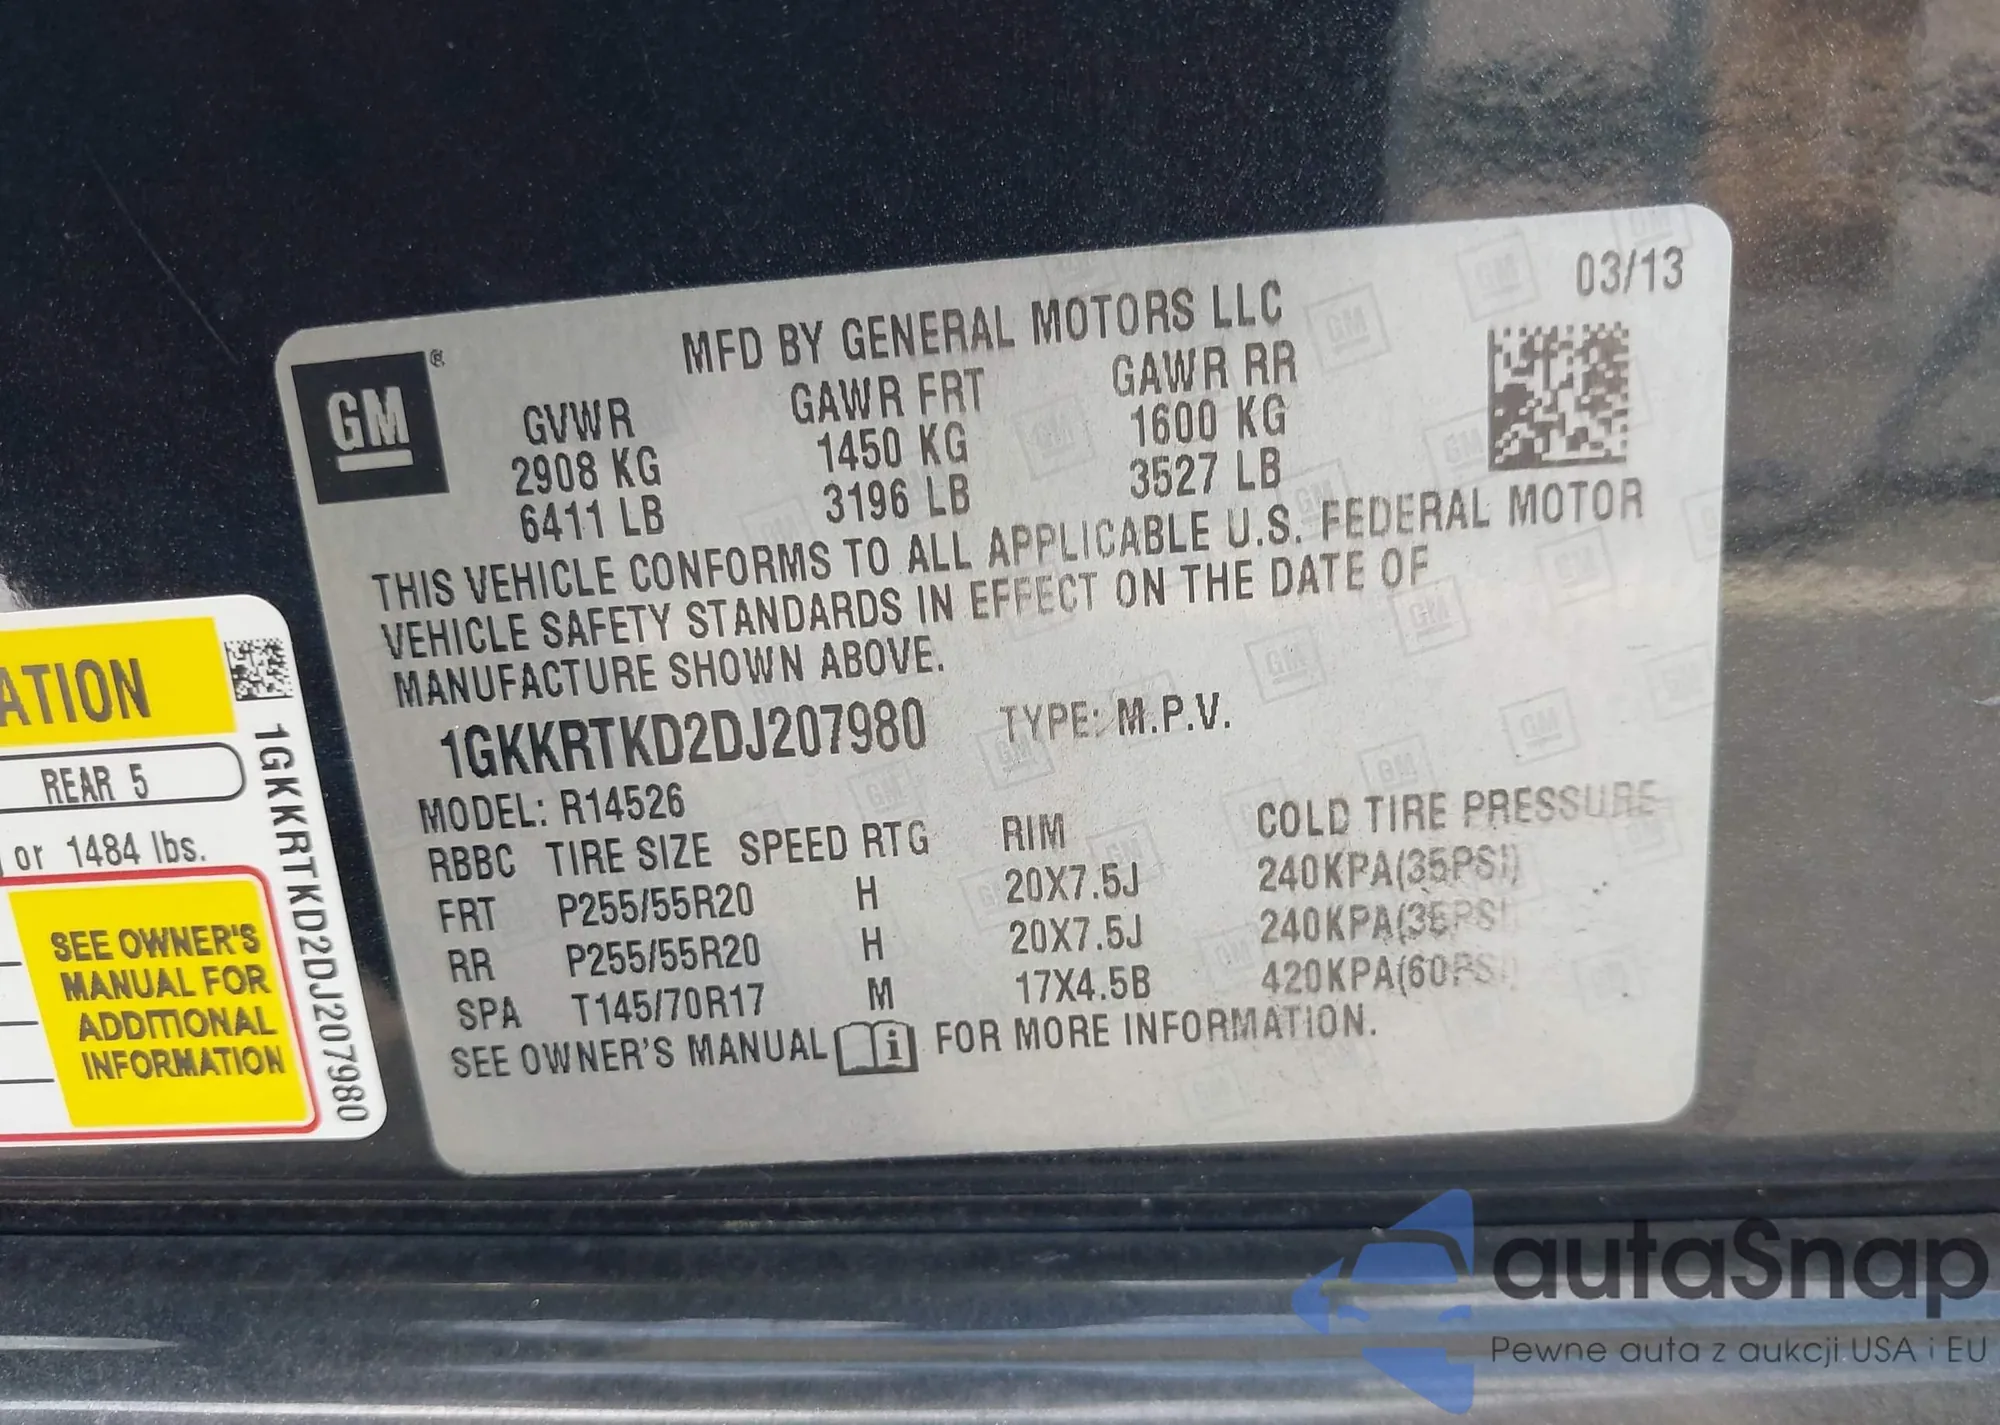 03/13
MFD BY GENERAL MOTORS LLC
GM ®
GVWR GAWR FRT GAWR RR
2908 KG 1450 KG 1600 KG
6411 LB 3196 LB 3527 LB
THIS VEHICLE CONFORMS TO ALL APPLICABLE U.S. FEDERAL MOTOR
VEHICLE SAFETY STANDARDS IN EFFECT ON THE DATE OF
MANUFACTURE SHOWN ABOVE.
1GKKRTKD2DJ207980 TYPE: M.P.V.
MODEL: R14526
RBBC TIRE SIZE SPEED RTG RIM COLD TIRE PRESSURE
FRT P255/55R20 H 20X7.5J 240KPA(35PSI)
RR P255/55R20 H 20X7.5J 240KPA(35PSI)
SPA T145/70R17 M 17X4.5B 420KPA(60PSI)
SEE OWNER'S MANUAL i FOR MORE INFORMATION.
ATION
REAR 5
or 1484 lbs.
SEE OWNER'S
MANUAL FOR
ADDITIONAL
INFORMATION
1GKKRTKD2DJ207980
autaSnap
Pewne auta z aukcji USA i EU